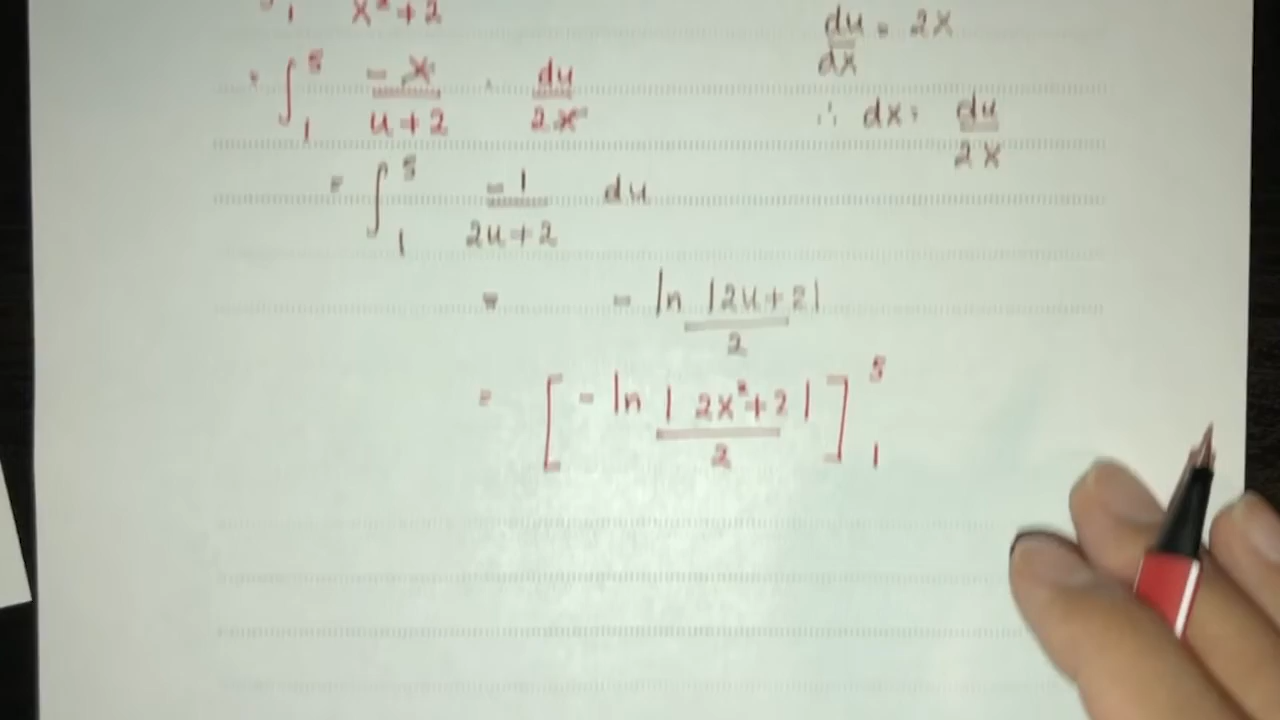 ∫₁ x²+2
du/dx = 2x
= ∫₁⁵ -x/(u+2) · du/2x
∴ dx = du/2x
= ∫₁⁵ -1/(2u+2) du
= - ln |2u+2| / 2
= [ - ln | 2x²+2 | / 2 ]₁⁵